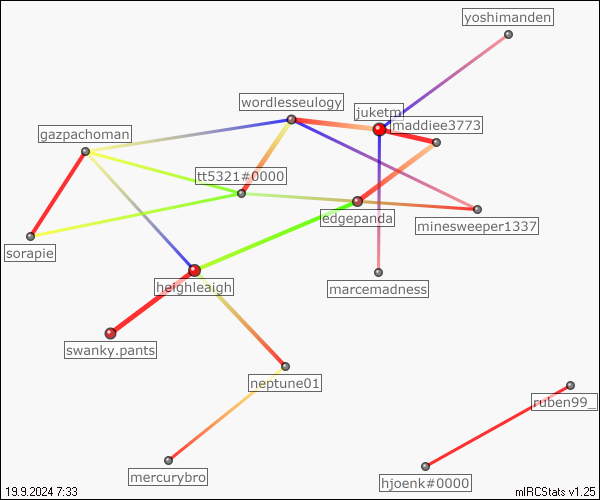 yoshimanden
wordlesseulogy
juketm
maddiee3773
gazpachoman
tt5321#0000
edgepanda
minesweeper1337
sorapie
heighleaigh
marcemadness
swanky.pants
neptune01
ruben99_
mercurybro
hjoenk#0000
19.9.2024 7:33
mIRCStats v1.25